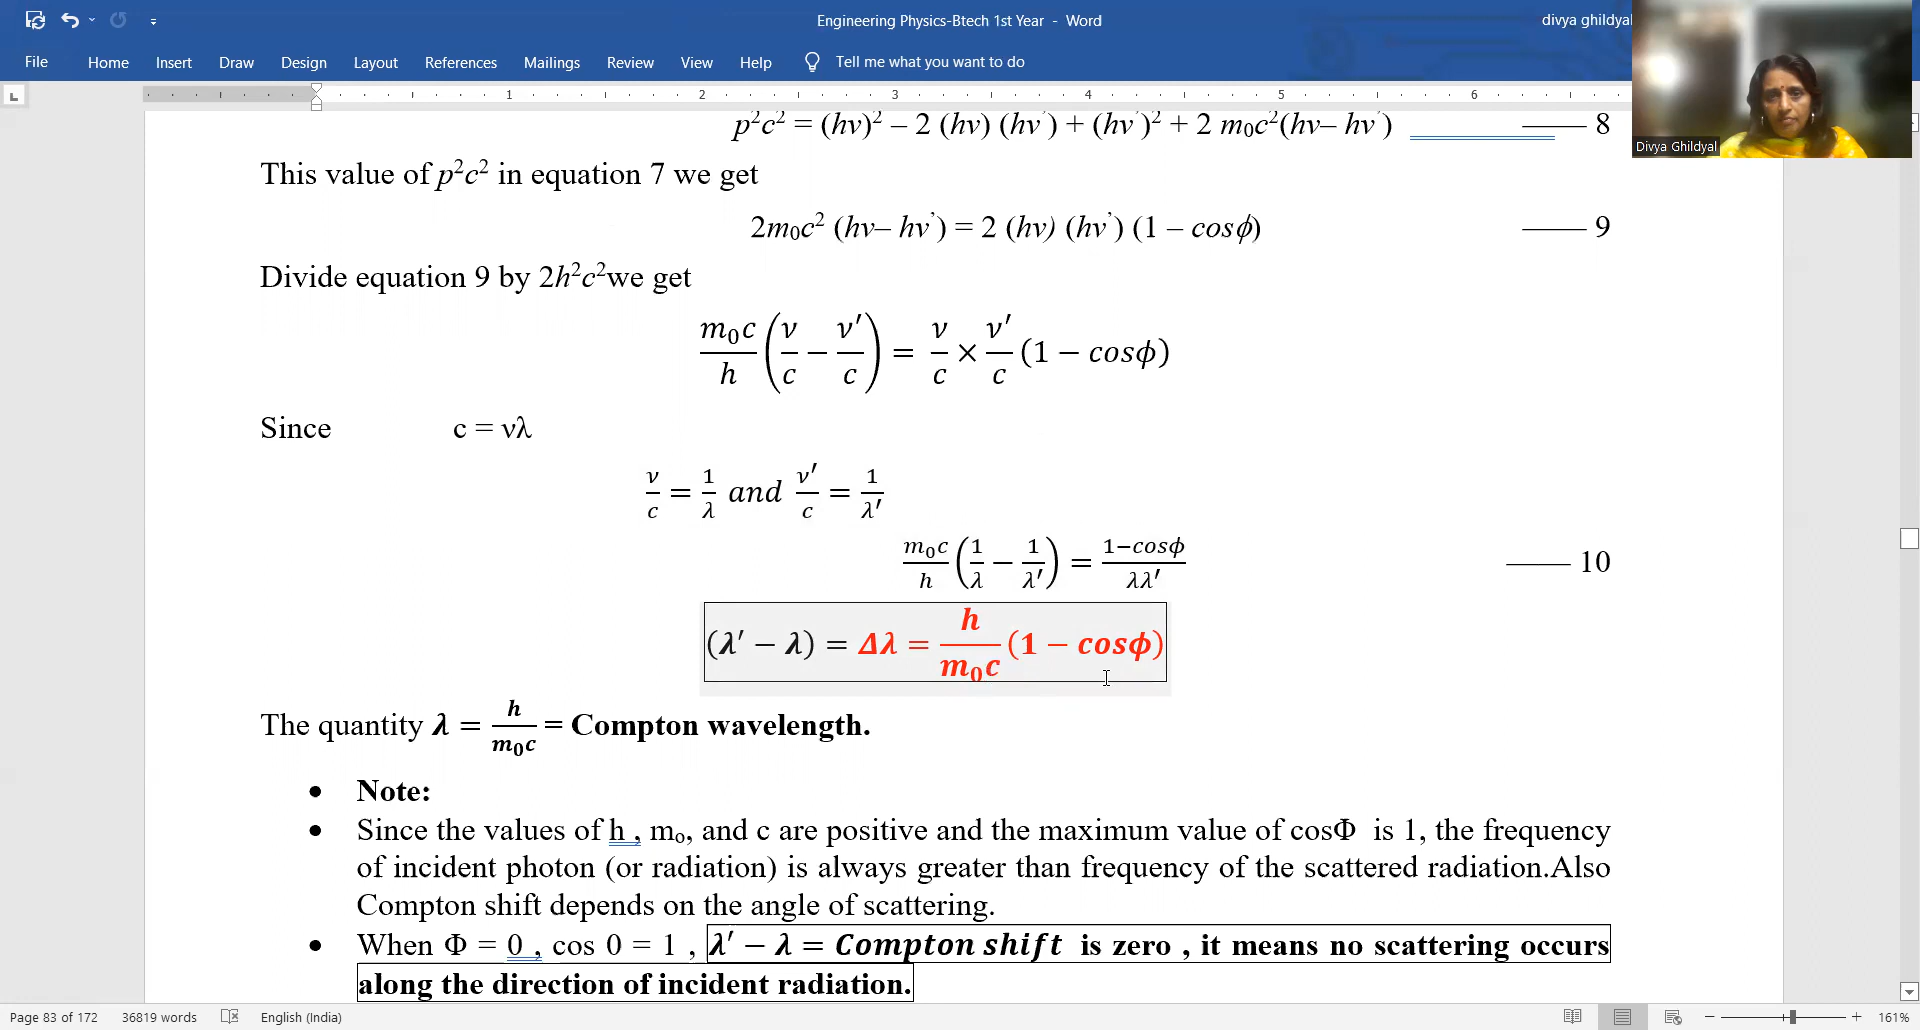 Engineering Physics-Btech 1st Year - Word
divya ghildyal
File Home Insert Draw Design Layout References Mailings Review View Help Tell me what you want to do
1 2 3 4 5 6
Divya Ghildyal
p²c² = (hν)² – 2 (hν) (hν’) + (hν’)² + 2 m₀c²(hν– hν’) —— 8
This value of p²c² in equation 7 we get
2m₀c² (hν– hν’) = 2 (hν) (hν’) (1 – cosϕ) —— 9
Divide equation 9 by 2h²c²we get
m₀c/h (ν/c − ν′/c) = ν/c × ν′/c (1 − cosϕ)
Since c = νλ
ν/c = 1/λ and ν′/c = 1/λ′
m₀c/h (1/λ − 1/λ′) = 1−cosϕ/λλ′ —— 10
(λ′ − λ) = Δλ = h/m₀c (1 − cosϕ)
The quantity λ = h/m₀c = Compton wavelength.
• Note:
• Since the values of h , mₒ, and c are positive and the maximum value of cosΦ is 1, the frequency
of incident photon (or radiation) is always greater than frequency of the scattered radiation.Also
Compton shift depends on the angle of scattering.
• When Φ = 0 , cos 0 = 1 , λ′ − λ = Compton shift is zero , it means no scattering occurs
along the direction of incident radiation.
Page 83 of 172 36819 words English (India) 161%